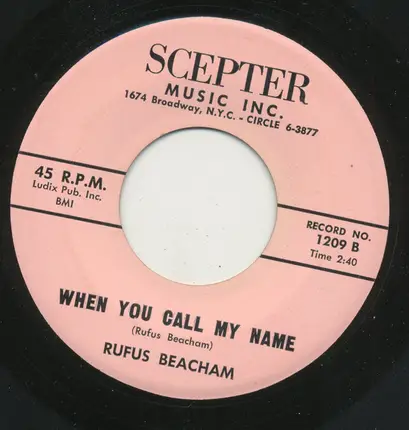 SCEPTER
MUSIC INC.
1674 Broadway, N.Y.C. - CIRCLE 6-3877
45 R.P.M.
Ludix Pub. Inc.
BMI
RECORD NO.
1209 B
Time 2:40
WHEN YOU CALL MY NAME
(Rufus Beacham)
RUFUS BEACHAM